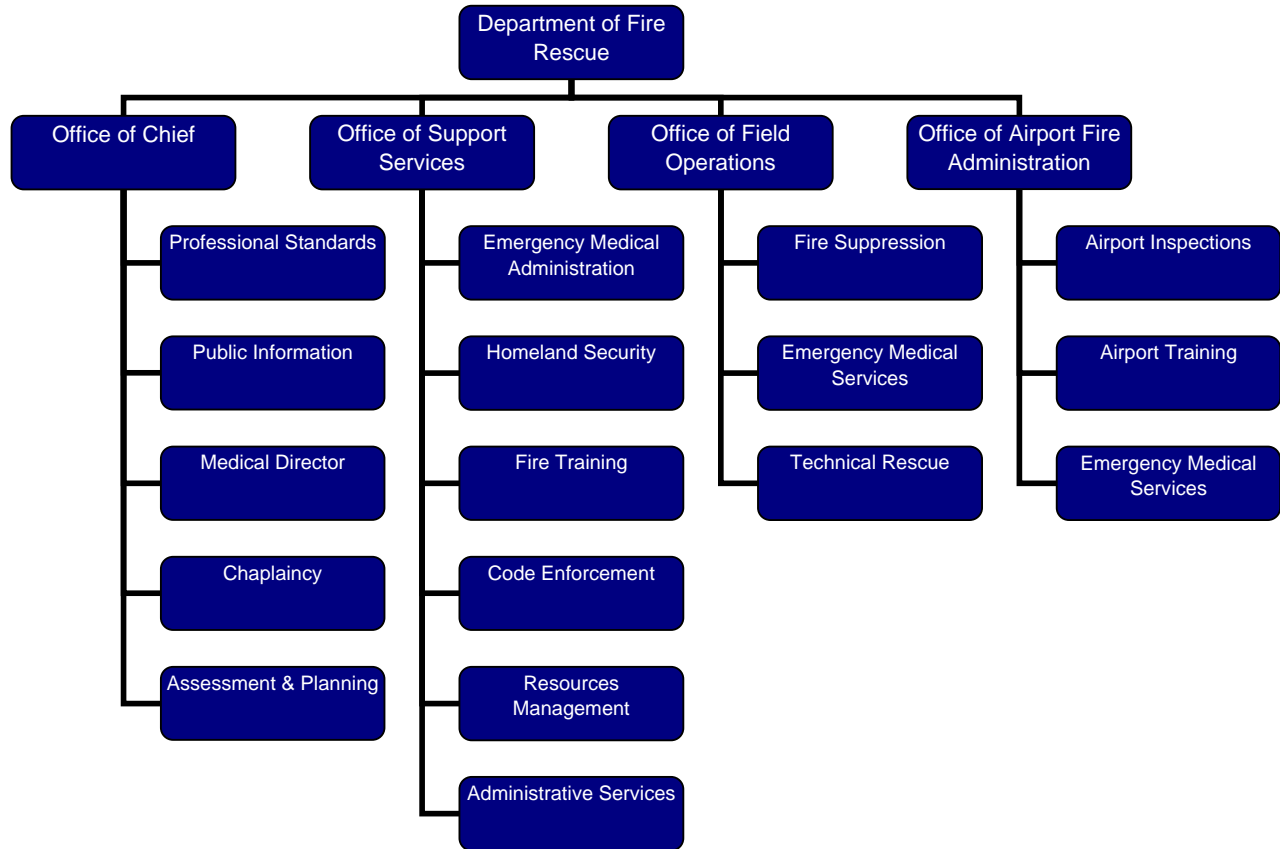 Department of Fire
Rescue
Office of Chief
Office of Support
Services
Office of Field
Operations
Office of Airport Fire
Administration
Professional Standards
Public Information
Medical Director
Chaplaincy
Assessment & Planning
Emergency Medical
Administration
Homeland Security
Fire Training
Code Enforcement
Resources
Management
Administrative Services
Fire Suppression
Emergency Medical
Services
Technical Rescue
Airport Inspections
Airport Training
Emergency Medical
Services